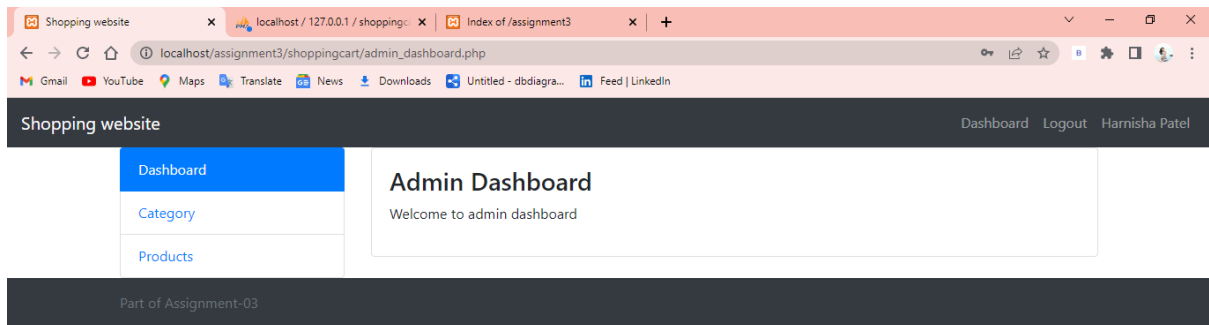 Shopping website
localhost / 127.0.0.1 / shoppingc
Index of /assignment3
localhost/assignment3/shoppingcart/admin_dashboard.php
Gmail YouTube Maps Translate News Downloads Untitled - dbdiagra... Feed | LinkedIn
Shopping website Dashboard Logout Harnisha Patel
Dashboard
Category
Products
Admin Dashboard
Welcome to admin dashboard
Part of Assignment-03